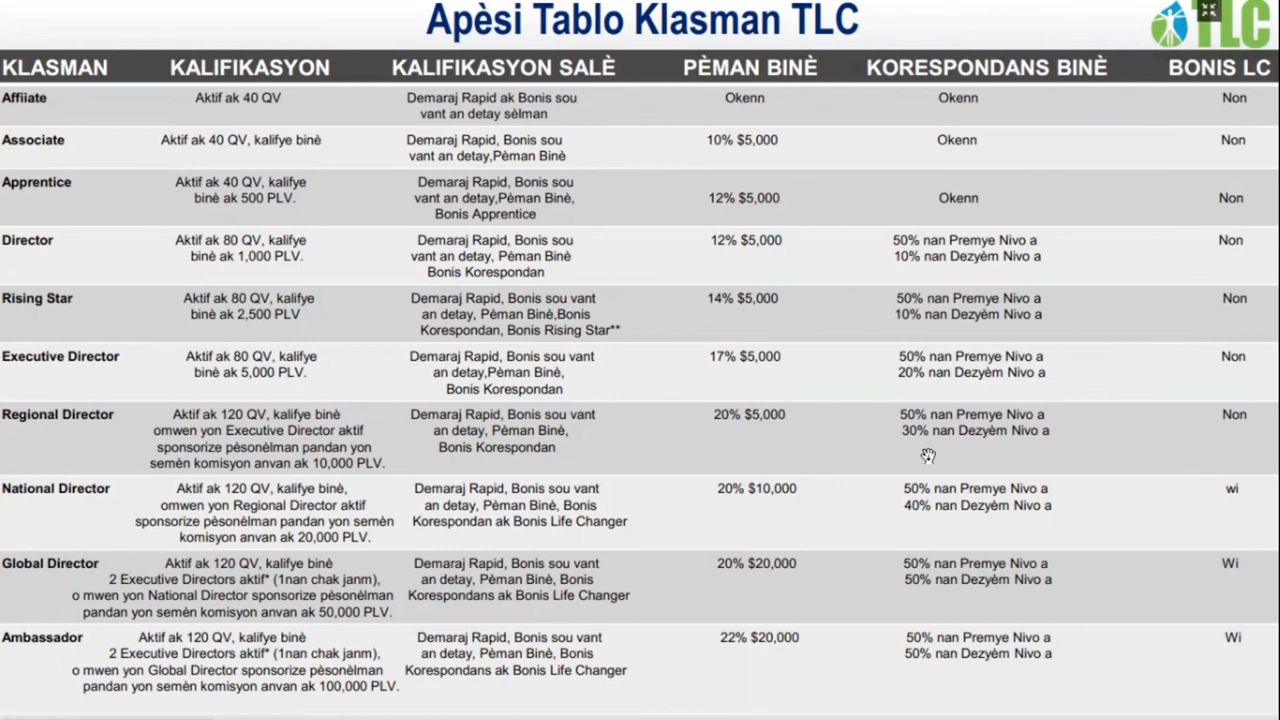 Apèsi Tablo Klasman TLC
TLC
KLASMAN KALIFIKASYON KALIFIKASYON SALÈ PÈMAN BINÈ KORESPONDANS BINÈ BONIS LC
Affiiate Aktif ak 40 QV Demaraj Rapid ak Bonis sou Okenn Okenn Non
vant an detay sèlman
Associate Aktif ak 40 QV, kalifye binè Demaraj Rapid, Bonis sou 10% $5,000 Okenn Non
vant an detay,Pèman Binè
Apprentice Aktif ak 40 QV, kalifye Demaraj Rapid, Bonis sou
binè ak 500 PLV. vant an detay,Pèman Binè, 12% $5,000 Okenn Non
Bonis Apprentice
Director Aktif ak 80 QV, kalifye Demaraj Rapid, Bonis sou 12% $5,000 50% nan Premye Nivo a Non
binè ak 1,000 PLV. vant an detay, Pèman Binè 10% nan Dezyèm Nivo a
Bonis Korespondan
Rising Star Aktif ak 80 QV, kalifye Demaraj Rapid, Bonis sou vant 14% $5,000 50% nan Premye Nivo a Non
binè ak 2,500 PLV an detay, Pèman Binè,Bonis 10% nan Dezyèm Nivo a
Korespondan, Bonis Rising Star**
Executive Director Aktif ak 80 QV, kalifye Demaraj Rapid, Bonis sou vant 17% $5,000 50% nan Premye Nivo a Non
binè ak 5,000 PLV. an detay,Pèman Binè, 20% nan Dezyèm Nivo a
Bonis Korespondan
Regional Director Aktif ak 120 QV, kalifye binè Demaraj Rapid, Bonis sou vant 20% $5,000 50% nan Premye Nivo a Non
omwen yon Executive Director aktif an detay, Pèman Binè, 30% nan Dezyèm Nivo a
sponsorize pèsonèlman pandan yon Bonis Korespondan
semèn komisyon anvan ak 10,000 PLV.
National Director Aktif ak 120 QV, kalifye binè, Demaraj Rapid, Bonis sou vant 20% $10,000 50% nan Premye Nivo a wi
omwen yon Regional Director aktif an detay, Pèman Binè, Bonis 40% nan Dezyèm Nivo a
sponsorize pèsonèlman pandan yon semèn Korespondan ak Bonis Life Changer
komisyon anvan ak 20,000 PLV.
Global Director Aktif ak 120 QV, kalifye binè Demaraj Rapid, Bonis sou vant 20% $20,000 50% nan Premye Nivo a Wi
2 Executive Directors aktif* (1nan chak janm), an detay, Pèman Binè, Bonis 50% nan Dezyèm Nivo a
o mwen yon National Director sponsorize pèsonèlman Korespondans ak Bonis Life Changer
pandan yon semèn komisyon anvan ak 50,000 PLV.
Ambassador Aktif ak 120 QV, kalifye binè Demaraj Rapid, Bonis sou vant 22% $20,000 50% nan Premye Nivo a Wi
2 Executive Directors aktif* (1nan chak janm), an detay, Pèman Binè, Bonis 50% nan Dezyèm Nivo a
o mwen yon Global Director sponsorize pèsonèlman Korespondans ak Bonis Life Changer
pandan yon semèn komisyon anvan ak 100,000 PLV.